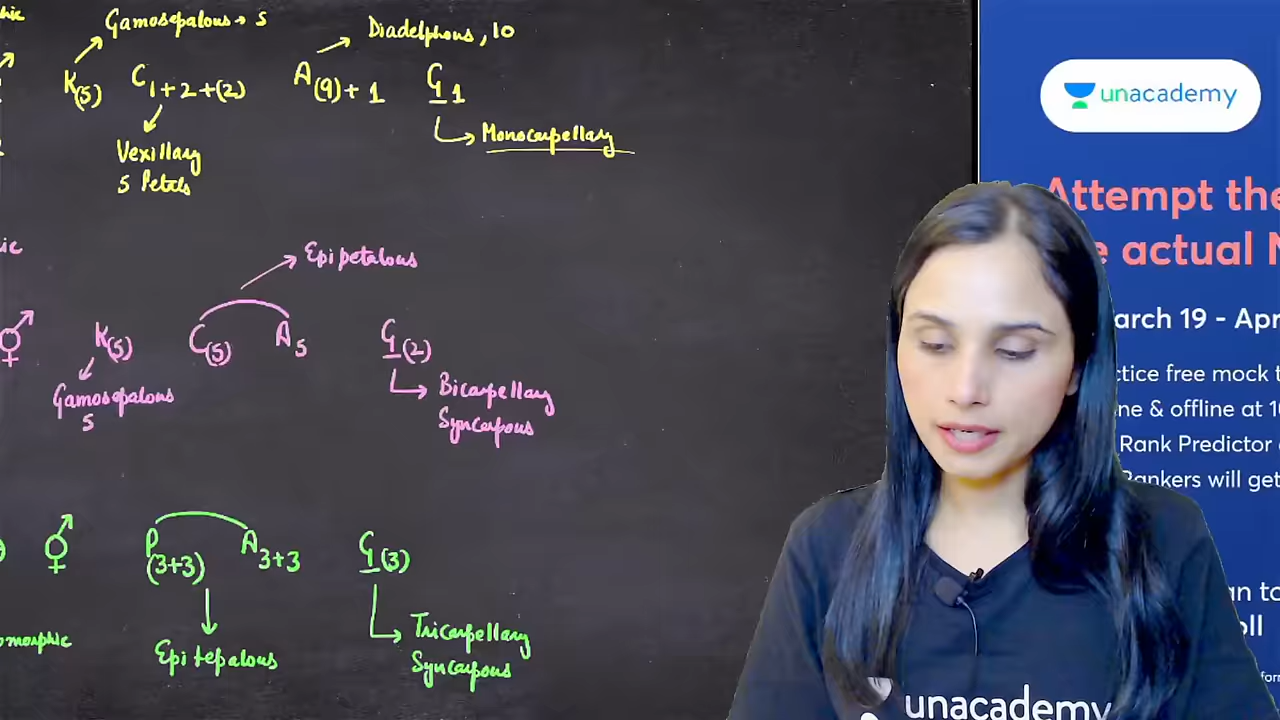 Gamosepalous → 5
Diadelphous, 10
K(5) C1+2+(2) A(9)+1 G1
Monocarpellary
Vexillary
5 Petals
Epipetalous
K(5) C(5) A5 G(2)
Gamosepalous
5
Bicarpellary
Syncarpous
P(3+3) A3+3 G(3)
omorphic
Epitepalous
Tricarpellary
Syncarpous
unacademy
Attempt the
e actual N
arch 19 - Apr
ctice free mock t
ne & offline at 10
Rank Predictor
Rankers will get
n to
oll
unacademy